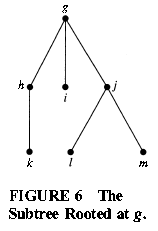 g
h i j
k l m
FIGURE 6 The
Subtree Rooted at g.